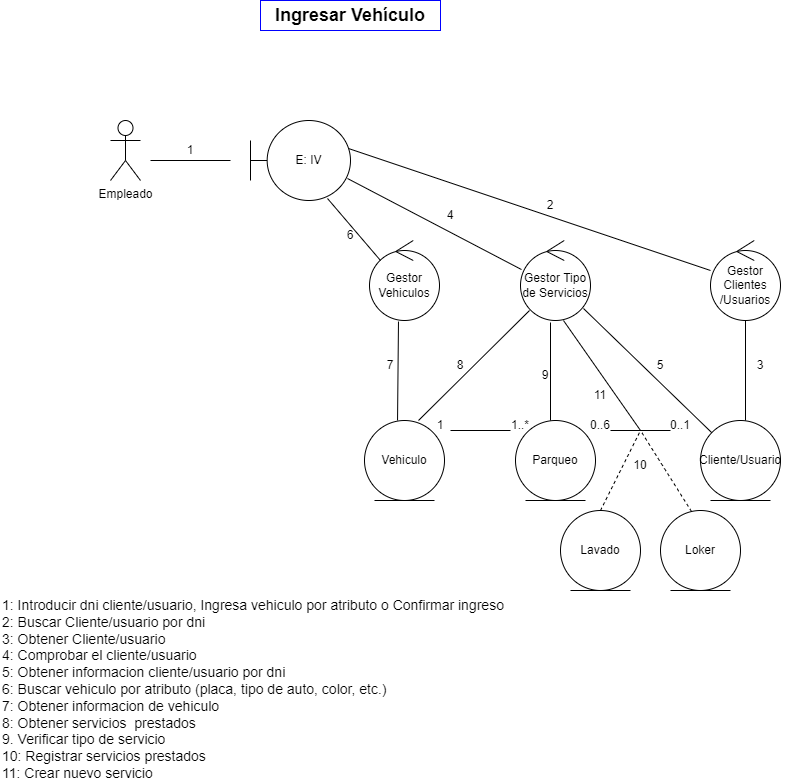 Ingresar Vehículo
1
E: IV
Empleado
2
4
6
Gestor
Vehiculos
Gestor Tipo
de Servicios
Gestor
Clientes
/Usuarios
7
8
9
11
5
3
1
1..*
0..6
0..1
Vehiculo
Parqueo
10
Cliente/Usuario
Lavado
Loker
1: Introducir dni cliente/usuario, Ingresa vehiculo por atributo o Confirmar ingreso
2: Buscar Cliente/usuario por dni
3: Obtener Cliente/usuario
4: Comprobar el cliente/usuario
5: Obtener informacion cliente/usuario por dni
6: Buscar vehiculo por atributo (placa, tipo de auto, color, etc.)
7: Obtener informacion de vehiculo
8: Obtener servicios  prestados
9. Verificar tipo de servicio
10: Registrar servicios prestados
11: Crear nuevo servicio